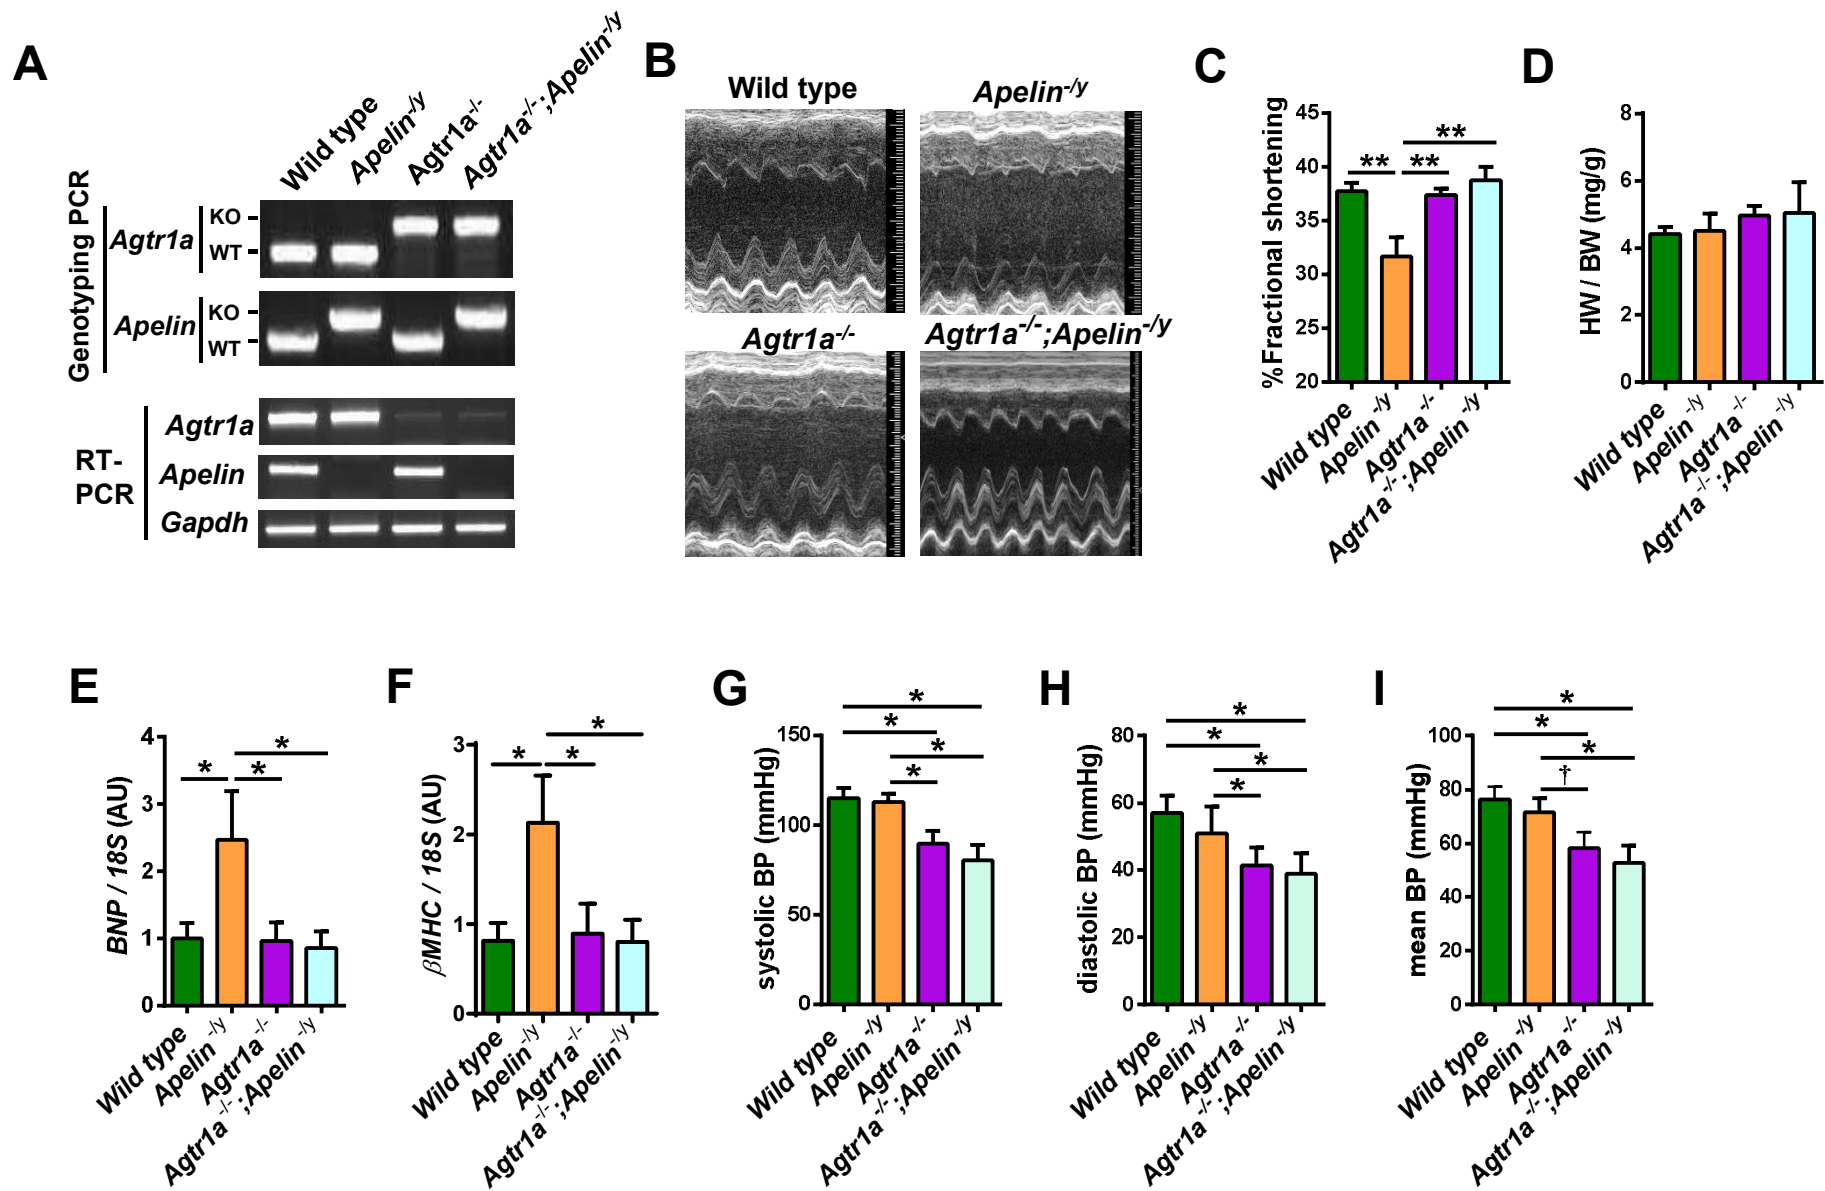 A
Wild type
Apelin-/y
Agtr1a-/-
Agtr1a-/-;Apelin-/y
Genotyping PCR
Agtr1a
KO
WT
Apelin
KO
WT
RT-
PCR
Agtr1a
Apelin
Gapdh
B
Wild type
Apelin-/y
Agtr1a-/-
Agtr1a-/-;Apelin-/y
C
%Fractional shortening
45
40
35
30
25
20
** **
**
Wild type
Apelin-/y
Agtr1a-/-
Agtr1a-/-;Apelin-/y
D
HW / BW (mg/g)
8
6
4
2
0
Wild type
Apelin-/y
Agtr1a-/-
Agtr1a-/-;Apelin-/y
E
BNP / 18S (AU)
4
3
2
1
0
*
* *
Wild type
Apelin-/y
Agtr1a-/-
Agtr1a-/-;Apelin-/y
F
βMHC / 18S (AU)
3
2
1
0
*
* *
Wild type
Apelin-/y
Agtr1a-/-
Agtr1a-/-;Apelin-/y
G
systolic BP (mmHg)
150
100
50
0
*
*
*
*
Wild type
Apelin-/y
Agtr1a-/-
Agtr1a-/-;Apelin-/y
H
diastolic BP (mmHg)
80
60
40
20
0
*
*
*
*
Wild type
Apelin-/y
Agtr1a-/-
Agtr1a-/-;Apelin-/y
I
mean BP (mmHg)
100
80
60
40
20
0
*
*
*
†
Wild type
Apelin-/y
Agtr1a-/-
Agtr1a-/-;Apelin-/y